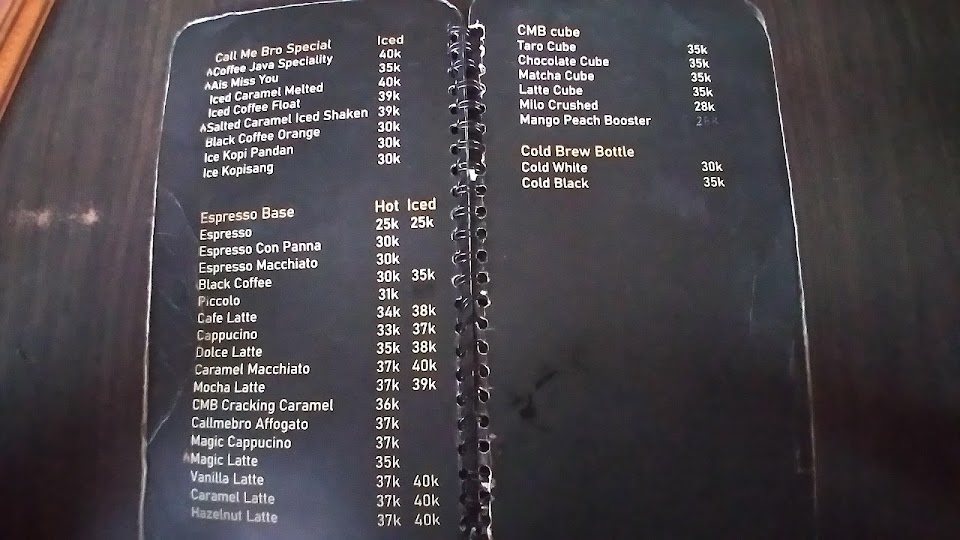 Call Me Bro Special Iced
Coffee Java Speciality 40k
Ais Miss You 35k
Iced Caramel Melted 40k
Iced Coffee Float 39k
Salted Caramel Iced Shaken 39k
Black Coffee Orange 30k
Ice Kopi Pandan 30k
Ice Kopisang 30k
Espresso Base Hot Iced
Espresso 25k 25k
Espresso Con Panna 30k
Espresso Macchiato 30k
Black Coffee 30k 35k
Piccolo 31k
Cafe Latte 34k 38k
Cappucino 33k 37k
Dolce Latte 35k 38k
Caramel Macchiato 37k 40k
Mocha Latte 37k 39k
CMB Cracking Caramel 36k
Callmebro Affogato 37k
Magic Cappucino 37k
Magic Latte 35k
Vanilla Latte 37k 40k
Caramel Latte 37k 40k
Hazelnut Latte 37k 40k
CMB cube
Taro Cube 35k
Chocolate Cube 35k
Matcha Cube 35k
Latte Cube 35k
Milo Crushed 28k
Mango Peach Booster 28k
Cold Brew Bottle
Cold White 30k
Cold Black 35k